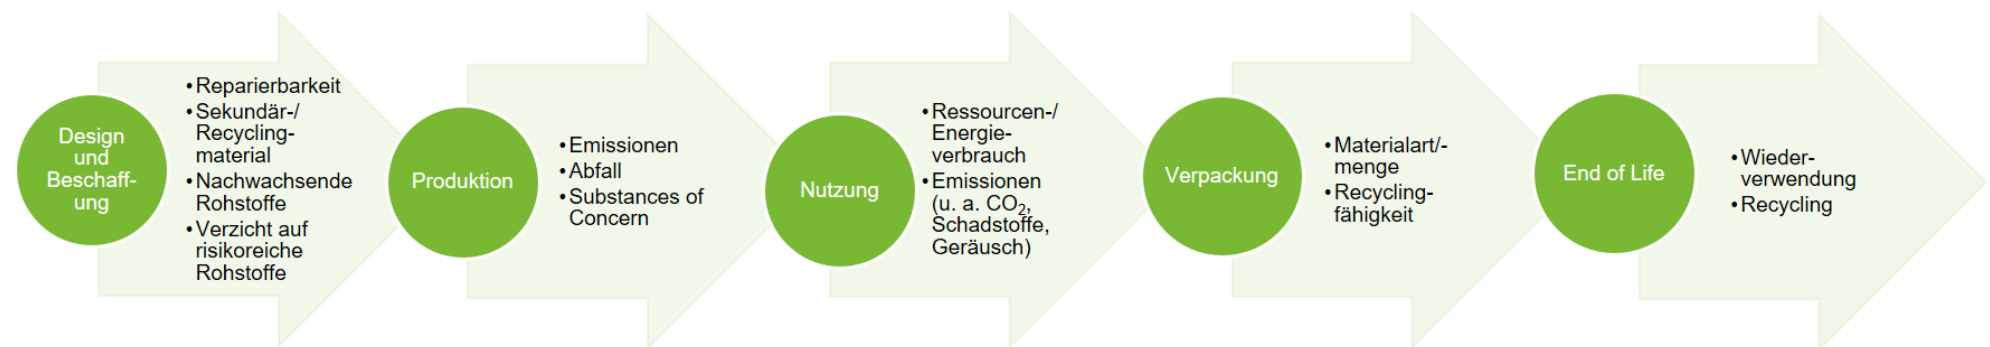 Design
und
Beschaff-
ung
• Reparierbarkeit
• Sekundär-/
Recycling-
material
• Nachwachsende
Rohstoffe
• Verzicht auf
risikoreiche
Rohstoffe
Produktion
• Emissionen
• Abfall
• Substances of
Concern
Nutzung
• Ressourcen-/
Energie-
verbrauch
• Emissionen
(u. a. CO₂,
Schadstoffe,
Geräusch)
Verpackung
• Materialart/-
menge
• Recycling-
fähigkeit
End of Life
• Wieder-
verwendung
• Recycling